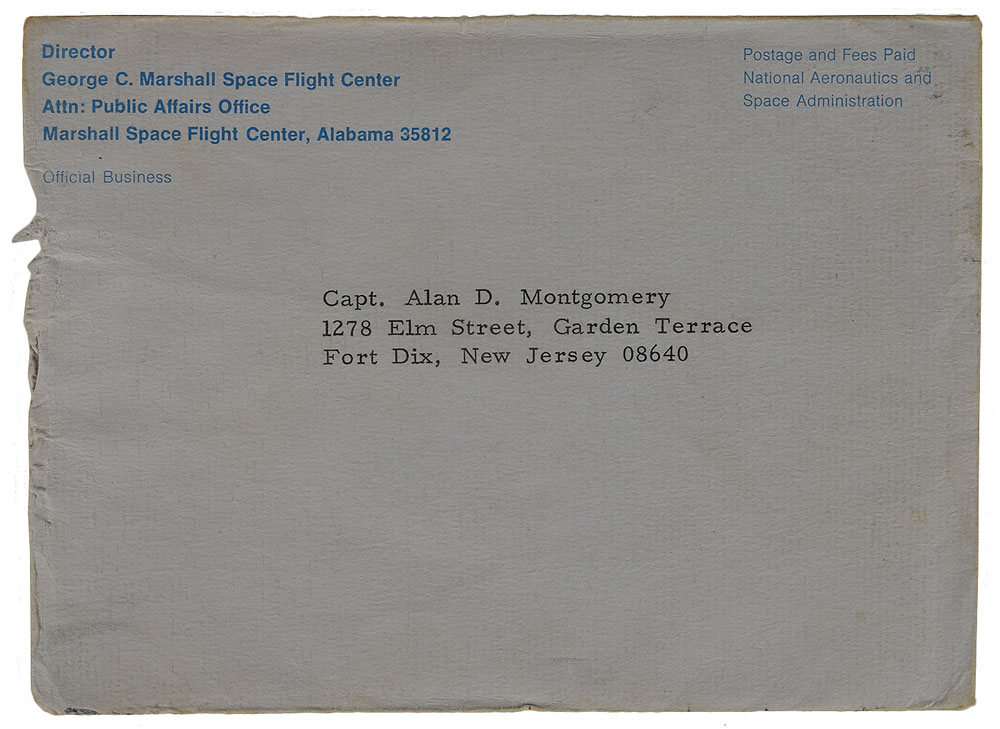 Director
George C. Marshall Space Flight Center
Attn: Public Affairs Office
Marshall Space Flight Center, Alabama 35812
Official Business
Postage and Fees Paid
National Aeronautics and
Space Administration
Capt. Alan D. Montgomery
1278 Elm Street, Garden Terrace
Fort Dix, New Jersey 08640